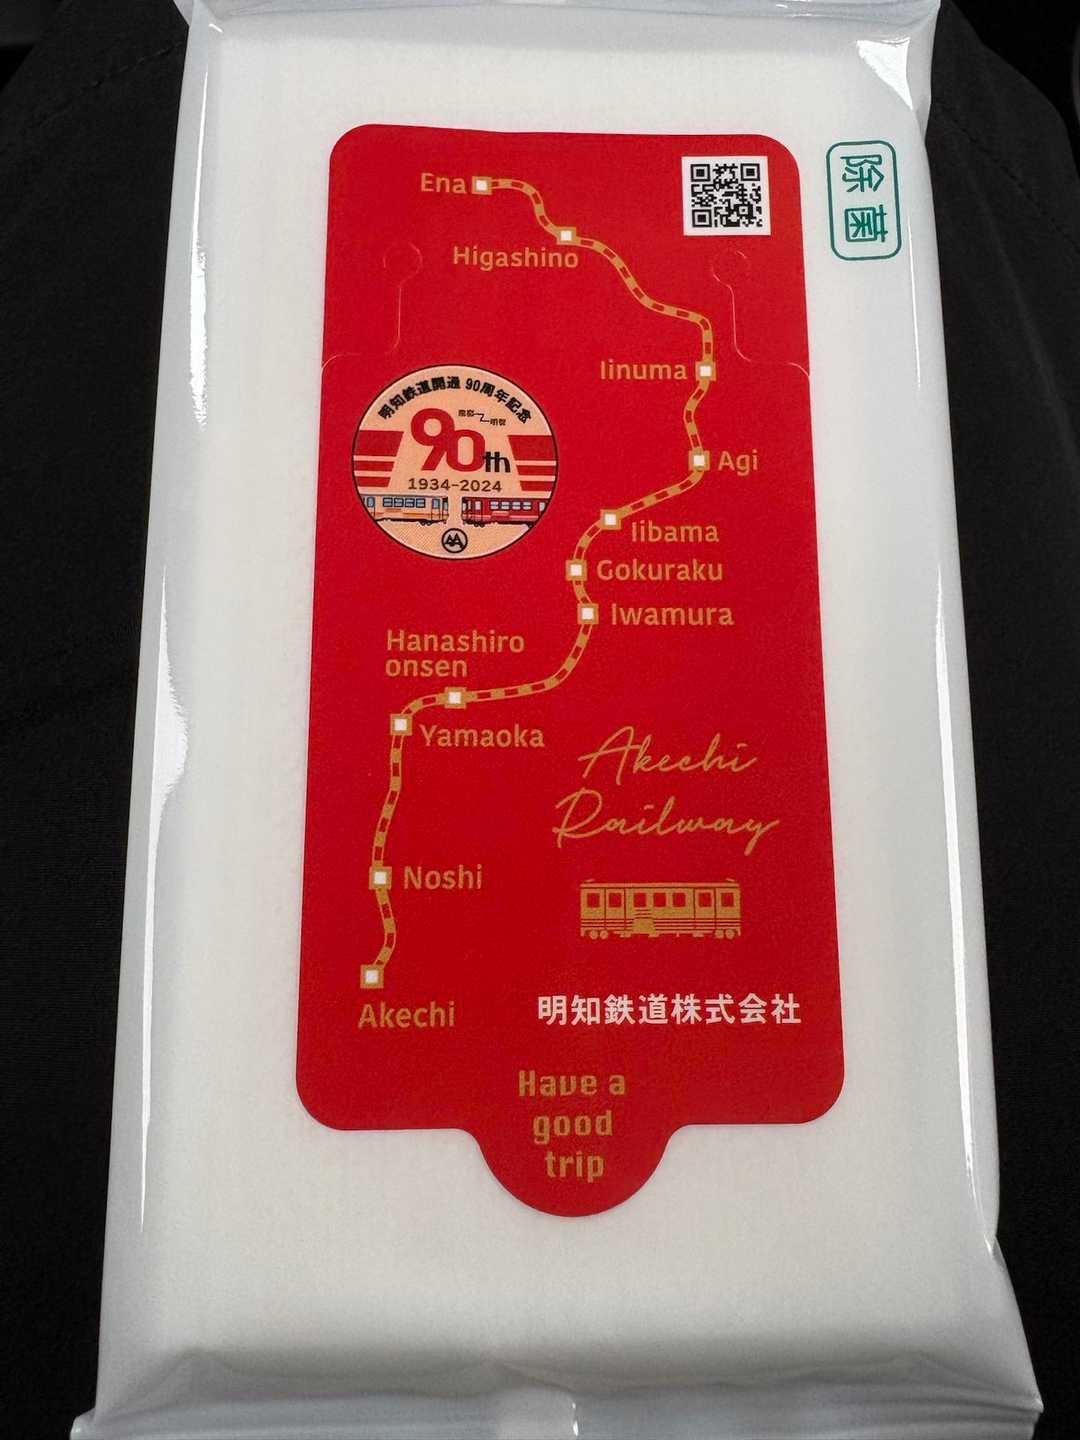 除菌
Ena
Higashino
Iinuma
明知鉄道開通 90周年記念
90th
1934-2024
Agi
Iibama
Gokuraku
Iwamura
Hanashiro
onsen
Yamaoka
Akechi
Railway
Noshi
Akechi
明知鉄道株式会社
Have a
good
trip